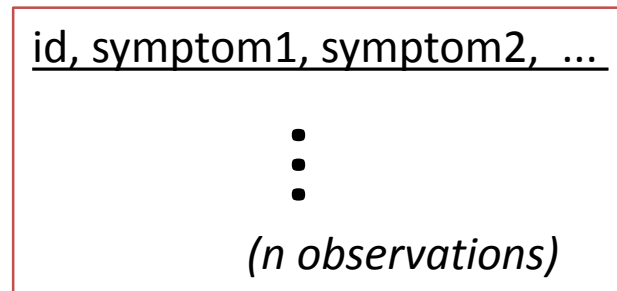 id, symptom1, symptom2, ...
(n observations)